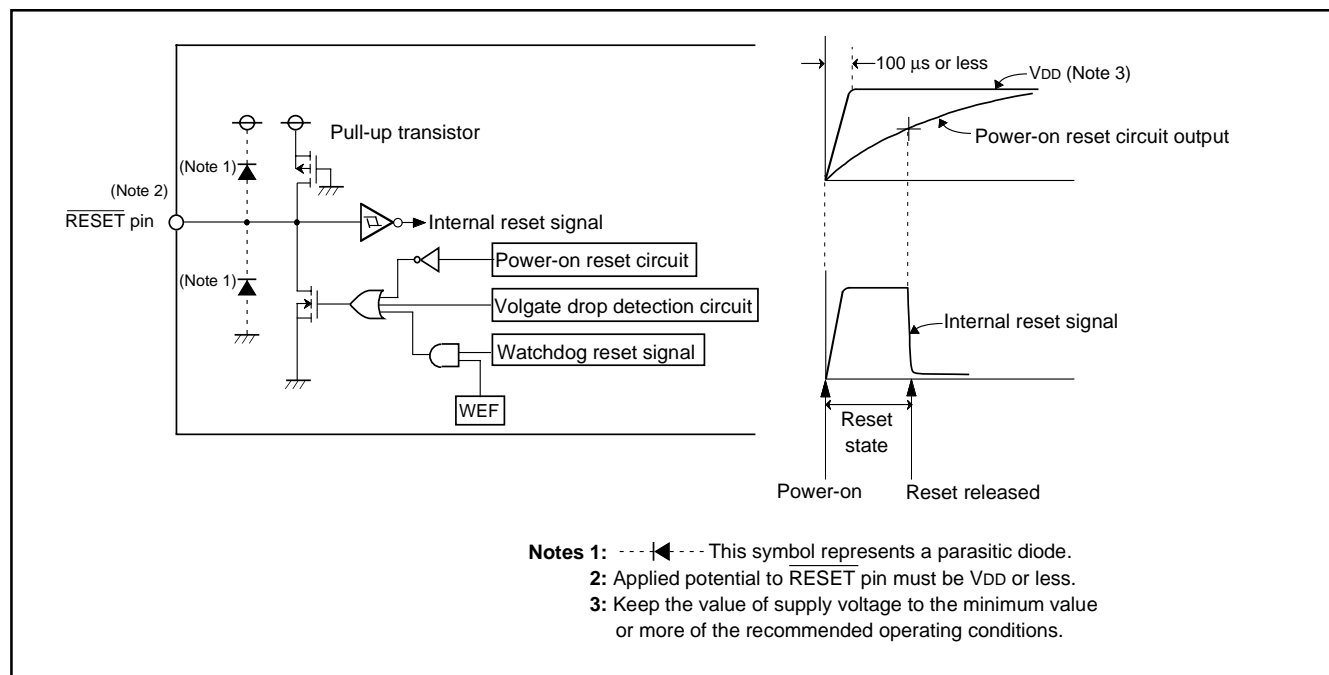 Pull-up transistor
(Note 1)
(Note 2)
RESET pin
Internal reset signal
Power-on reset circuit
(Note 1)
Volgate drop detection circuit
Watchdog reset signal
WEF
100 µs or less
VDD (Note 3)
Power-on reset circuit output
Internal reset signal
Reset
state
Power-on
Reset released
Notes 1: This symbol represents a parasitic diode.
2: Applied potential to RESET pin must be VDD or less.
3: Keep the value of supply voltage to the minimum value
or more of the recommended operating conditions.